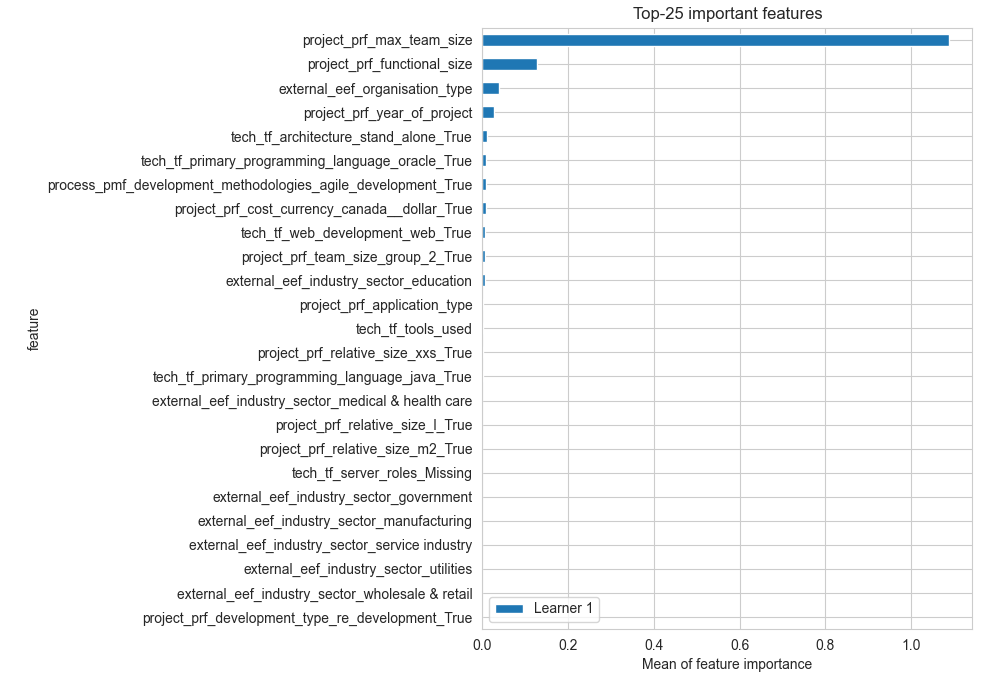 Top-25 important features
project_prf_max_team_size
project_prf_functional_size
external_eef_organisation_type
project_prf_year_of_project
tech_tf_architecture_stand_alone_True
tech_tf_primary_programming_language_oracle_True
process_pmf_development_methodologies_agile_development_True
project_prf_cost_currency_canada__dollar_True
tech_tf_web_development_web_True
project_prf_team_size_group_2_True
external_eef_industry_sector_education
project_prf_application_type
tech_tf_tools_used
project_prf_relative_size_xxs_True
tech_tf_primary_programming_language_java_True
external_eef_industry_sector_medical & health care
project_prf_relative_size_l_True
project_prf_relative_size_m2_True
tech_tf_server_roles_Missing
external_eef_industry_sector_government
external_eef_industry_sector_manufacturing
external_eef_industry_sector_service industry
external_eef_industry_sector_utilities
external_eef_industry_sector_wholesale & retail
project_prf_development_type_re_development_True
feature
Learner 1
0.0 0.2 0.4 0.6 0.8 1.0
Mean of feature importance